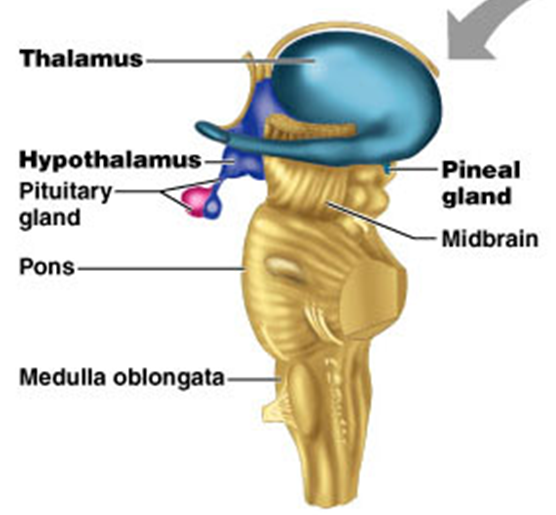 Thalamus
Hypothalamus
Pituitary
gland
Pineal
gland
Midbrain
Pons
Medulla oblongata